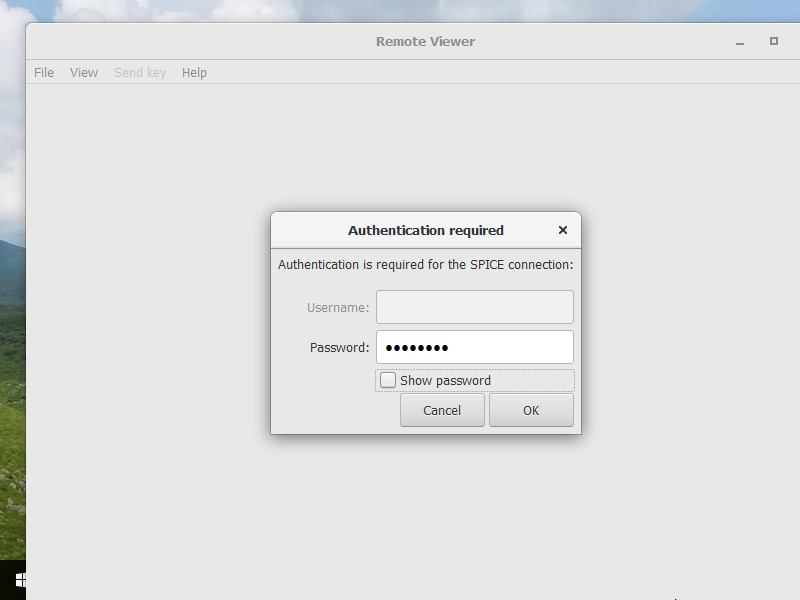 Remote Viewer
File View Send key Help
Authentication required
Authentication is required for the SPICE connection:
Username:
Password: ●●●●●●●●
Show password
Cancel OK